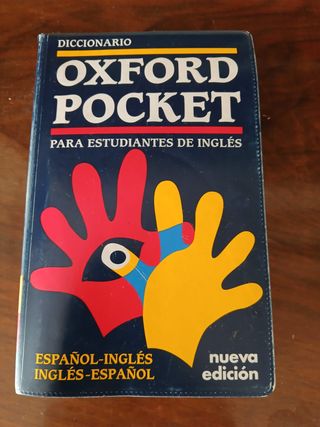 DICCIONARIO
OXFORD
POCKET
PARA ESTUDIANTES DE INGLÉS
ESPAÑOL-INGLÉS
INGLÉS-ESPAÑOL
nueva
edición